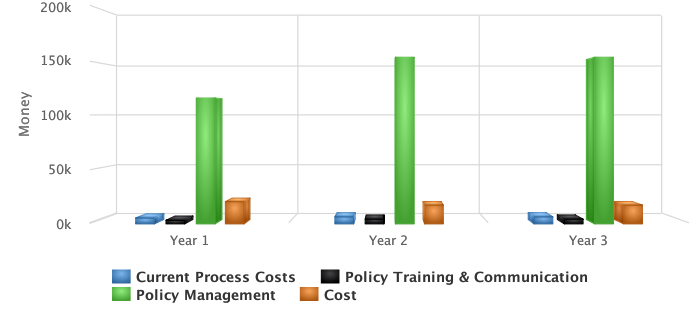 200k
150k
100k
50k
0k
Money
Year 1 Year 2 Year 3
Current Process Costs Policy Training & Communication
Policy Management Cost